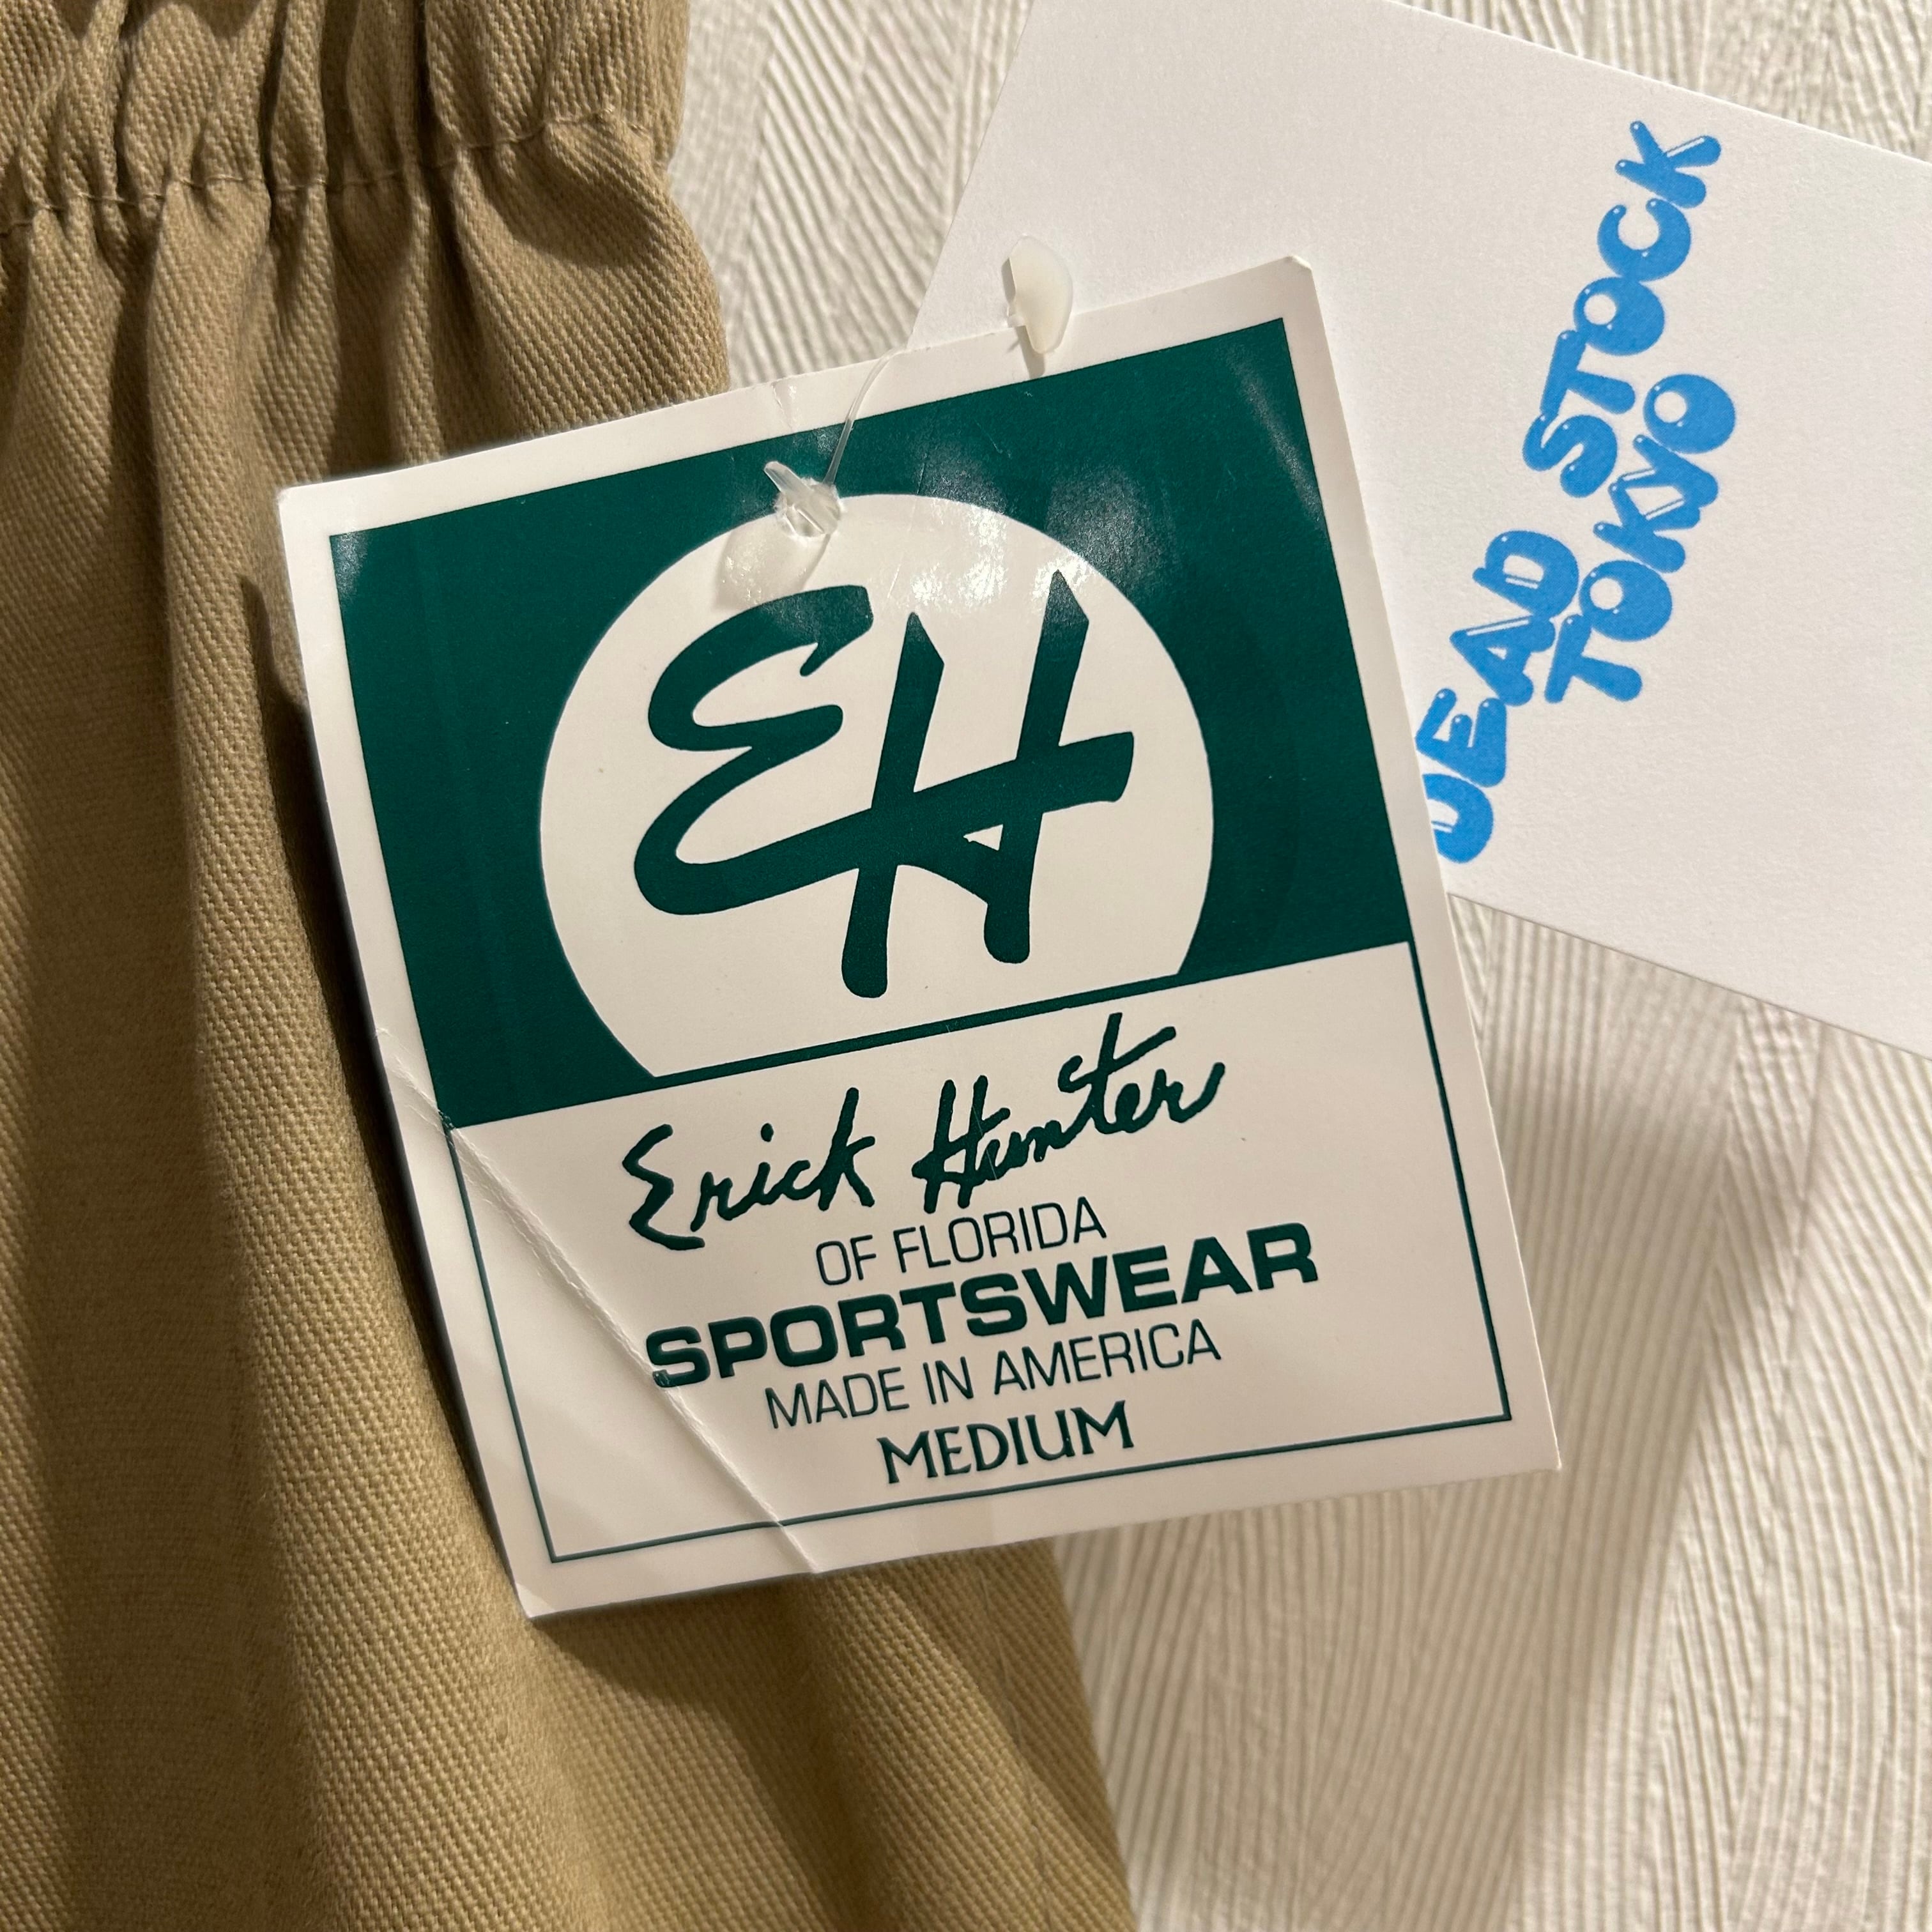 EH
Erick Hunter
OF FLORIDA
SPORTSWEAR
MADE IN AMERICA
MEDIUM
DEAD STOCK
TOKYO